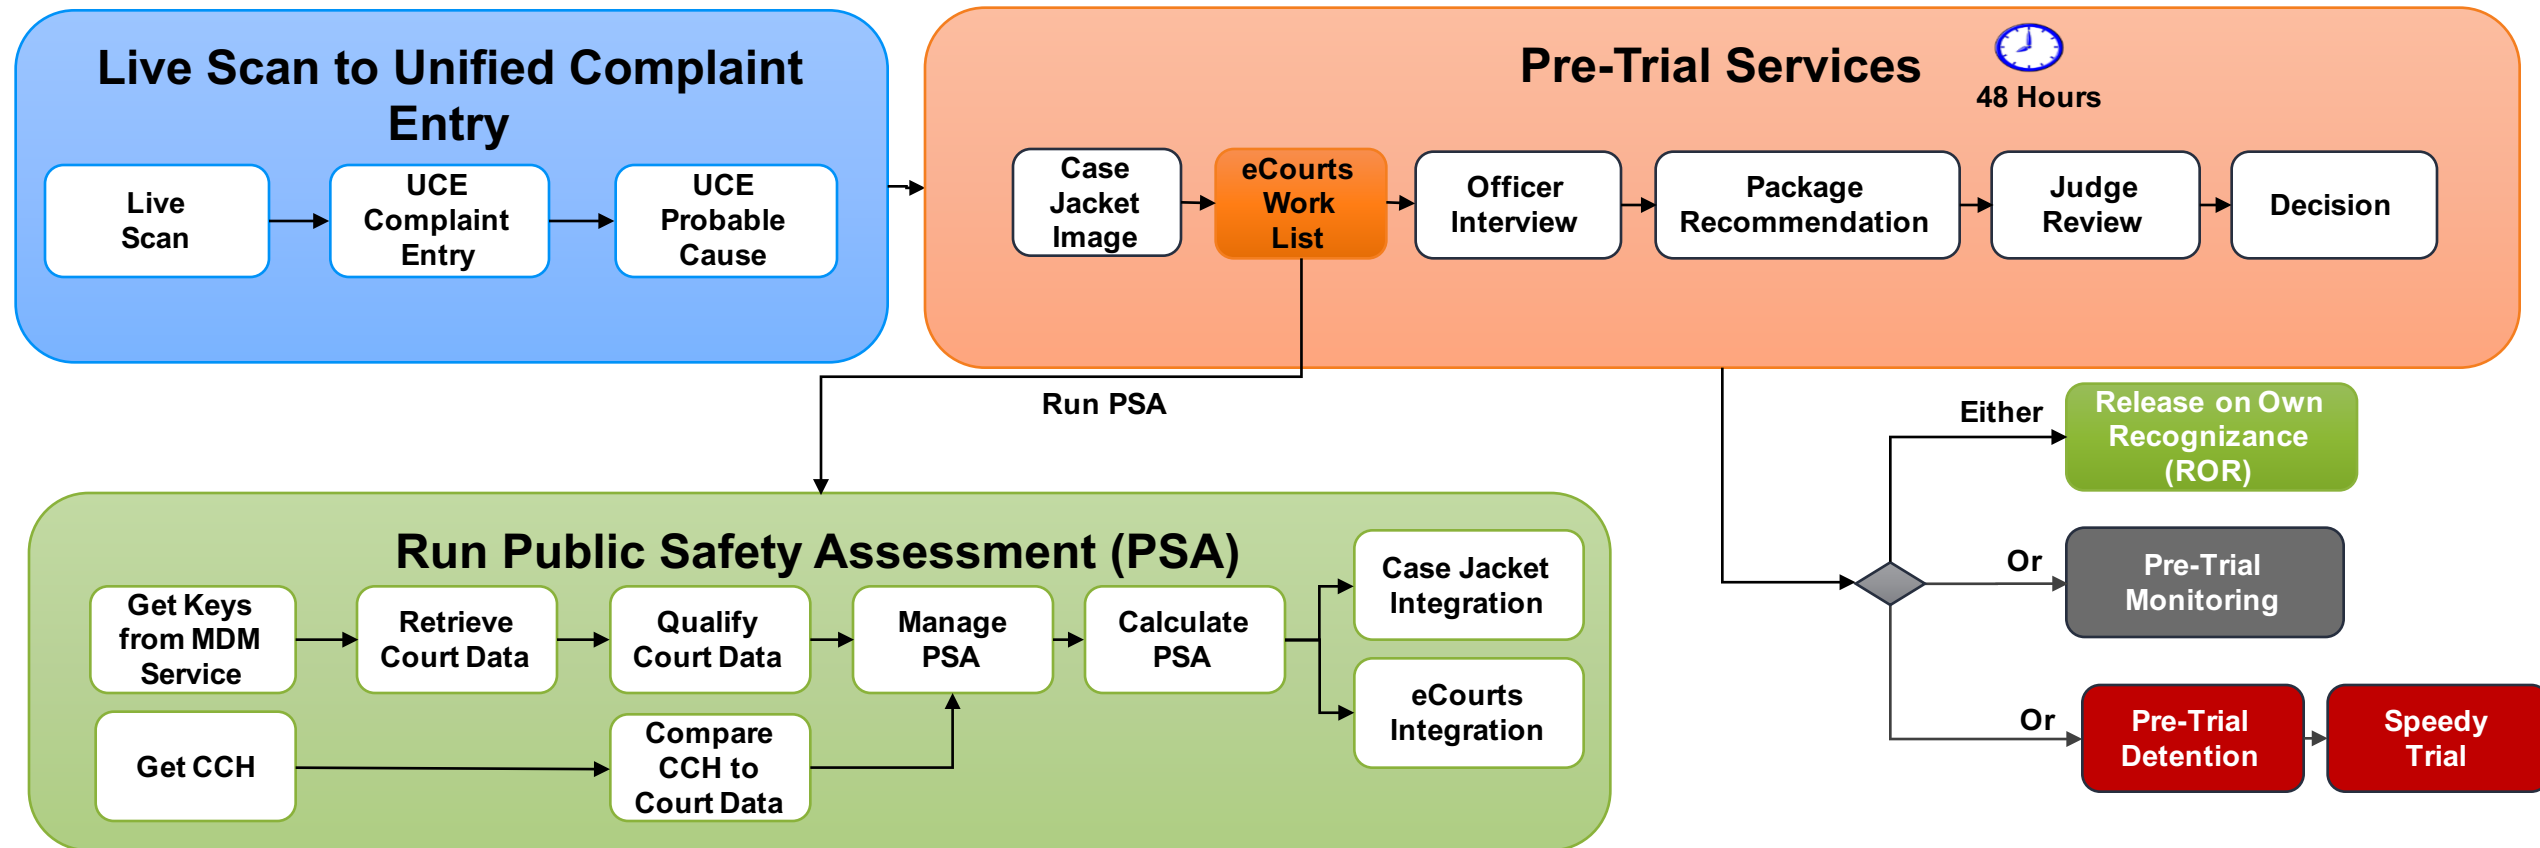 Live Scan to Unified Complaint
Entry
Live
Scan
UCE
Complaint
Entry
UCE
Probable
Cause
Pre-Trial Services
48 Hours
Case
Jacket
Image
eCourts
Work
List
Officer
Interview
Package
Recommendation
Judge
Review
Decision
Run PSA
Run Public Safety Assessment (PSA)
Get Keys
from MDM
Service
Retrieve
Court Data
Qualify
Court Data
Manage
PSA
Calculate
PSA
Case Jacket
Integration
eCourts
Integration
Get CCH
Compare
CCH to
Court Data
Either
Release on Own
Recognizance
(ROR)
Or
Pre-Trial
Monitoring
Or
Pre-Trial
Detention
Speedy
Trial